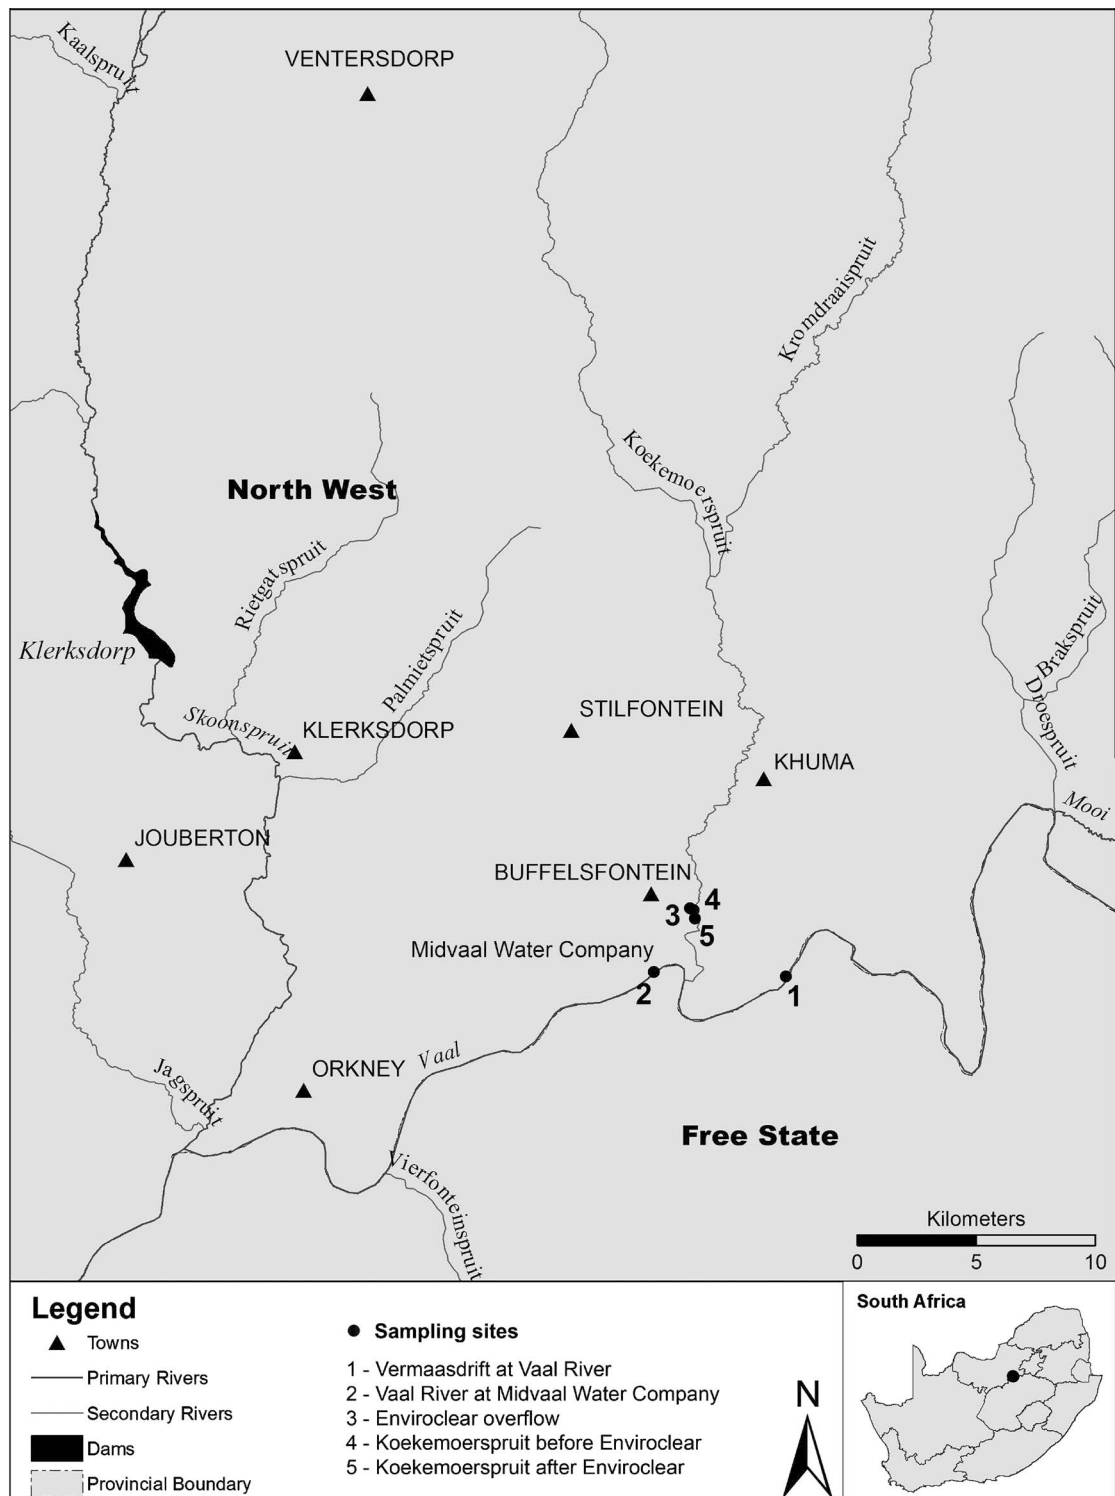 Kaalspruit
VENTERSDORP
Kromdraaispruit
Koekemoerspruit
North West
Rietgatspruit
Palmietspruit
Klerksdorp
Skoonspruit
KLERKSDORP
STILFONTEIN
KHUMA
Brakspruit
Droespruit
Mooi
JOUBERTON
BUFFELSFONTEIN
3
4
5
Midvaal Water Company
2
1
Vaal
ORKNEY
Jagspruit
Free State
Vierfonteinspruit
Kilometers
0 5 10
Legend
Towns
Primary Rivers
Secondary Rivers
Dams
Provincial Boundary
Sampling sites
1 - Vermaasdrift at Vaal River
2 - Vaal River at Midvaal Water Company
3 - Enviroclear overflow
4 - Koekemoerspruit before Enviroclear
5 - Koekemoerspruit after Enviroclear
N
South Africa